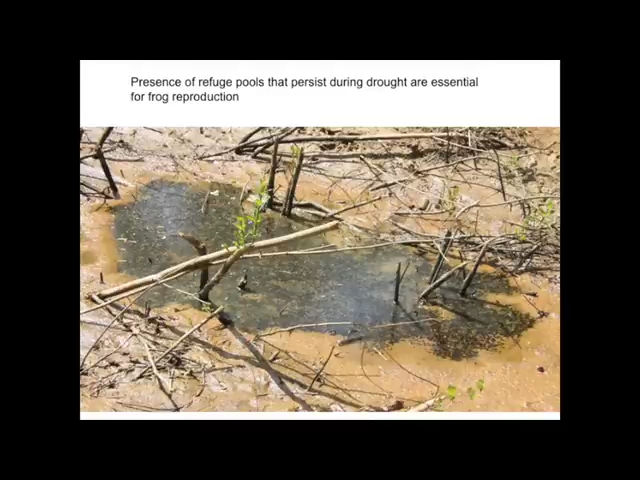 Presence of refuge pools that persist during drought are essential
for frog reproduction